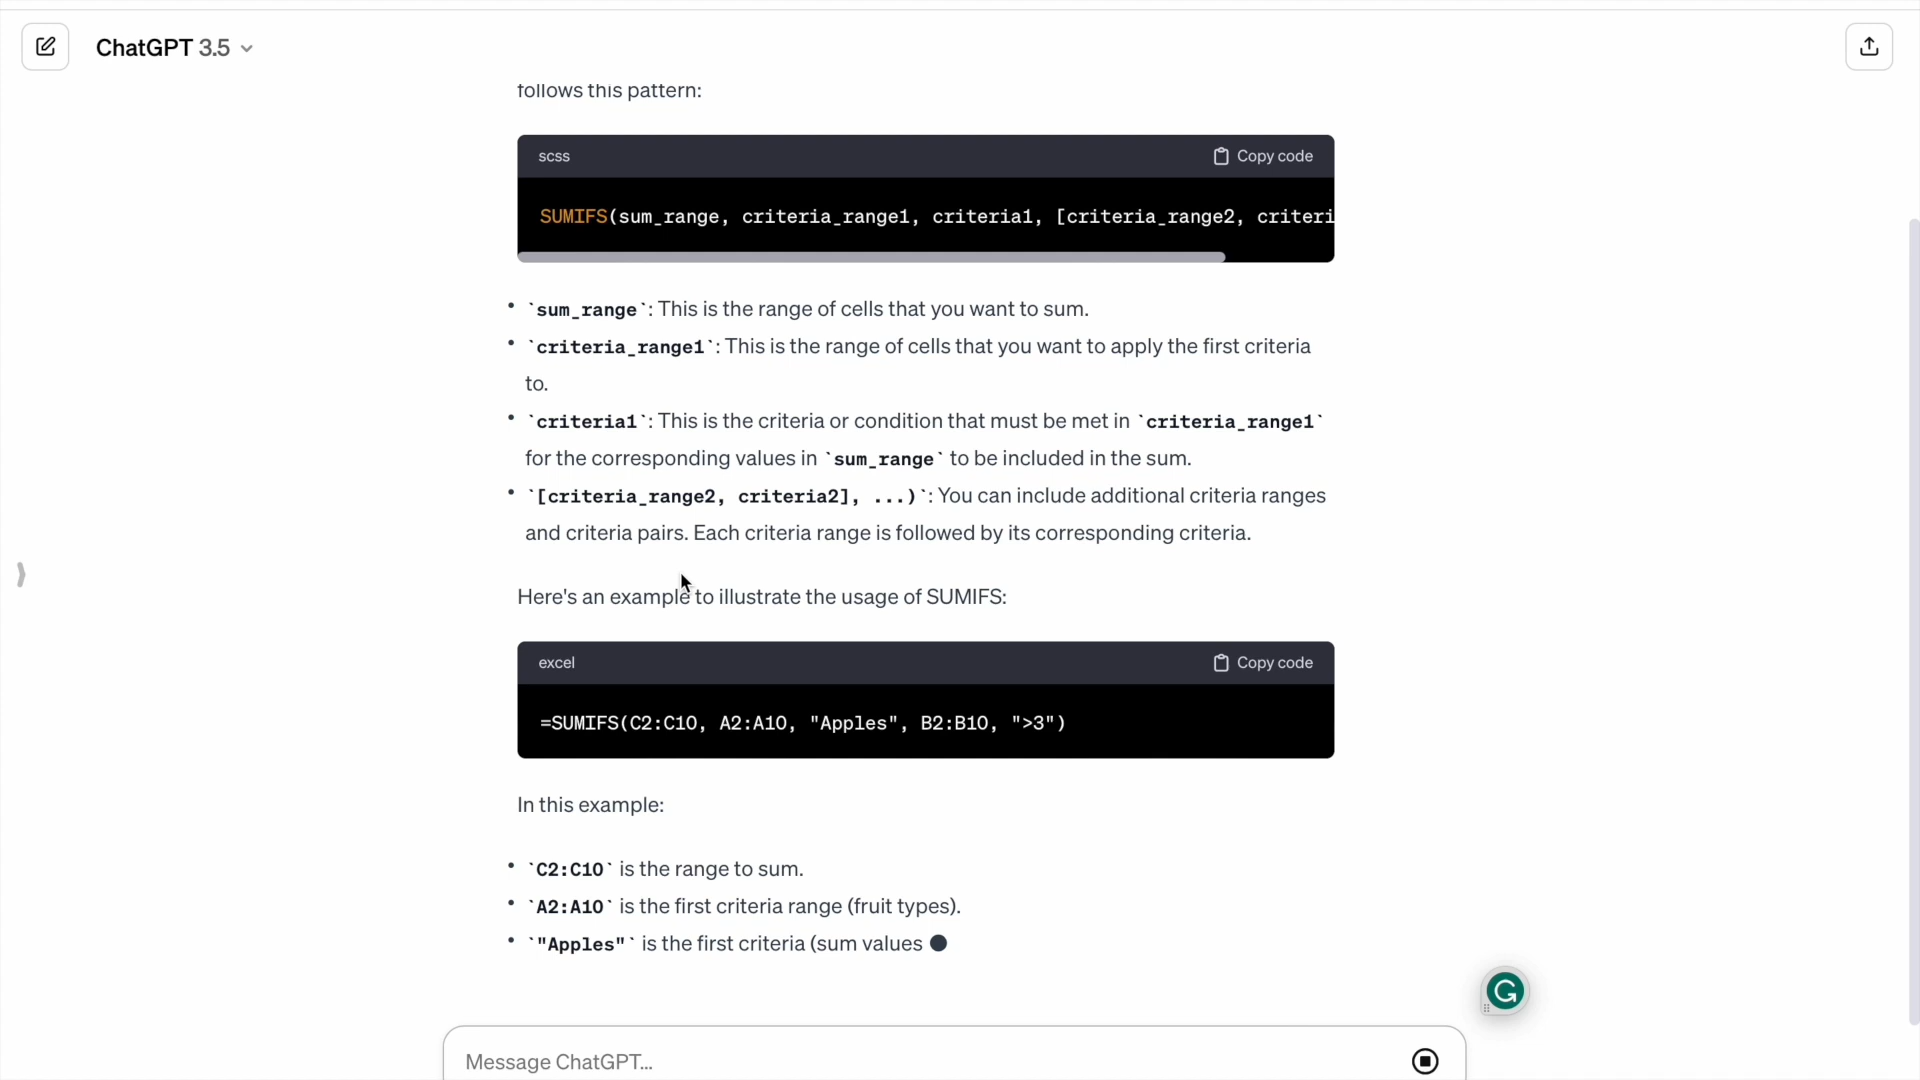 ChatGPT 3.5
follows this pattern:
scss
Copy code
SUMIFS(sum_range, criteria_range1, criteria1, [criteria_range2, criteri
• `sum_range`: This is the range of cells that you want to sum.
• `criteria_range1`: This is the range of cells that you want to apply the first criteria
to.
• `criteria1`: This is the criteria or condition that must be met in `criteria_range1`
for the corresponding values in `sum_range` to be included in the sum.
• `[criteria_range2, criteria2], ...)`: You can include additional criteria ranges
and criteria pairs. Each criteria range is followed by its corresponding criteria.
Here's an example to illustrate the usage of SUMIFS:
excel
Copy code
=SUMIFS(C2:C10, A2:A10, "Apples", B2:B10, ">3")
In this example:
• `C2:C10` is the range to sum.
• `A2:A10` is the first criteria range (fruit types).
• `"Apples"` is the first criteria (sum values
G
Message ChatGPT...